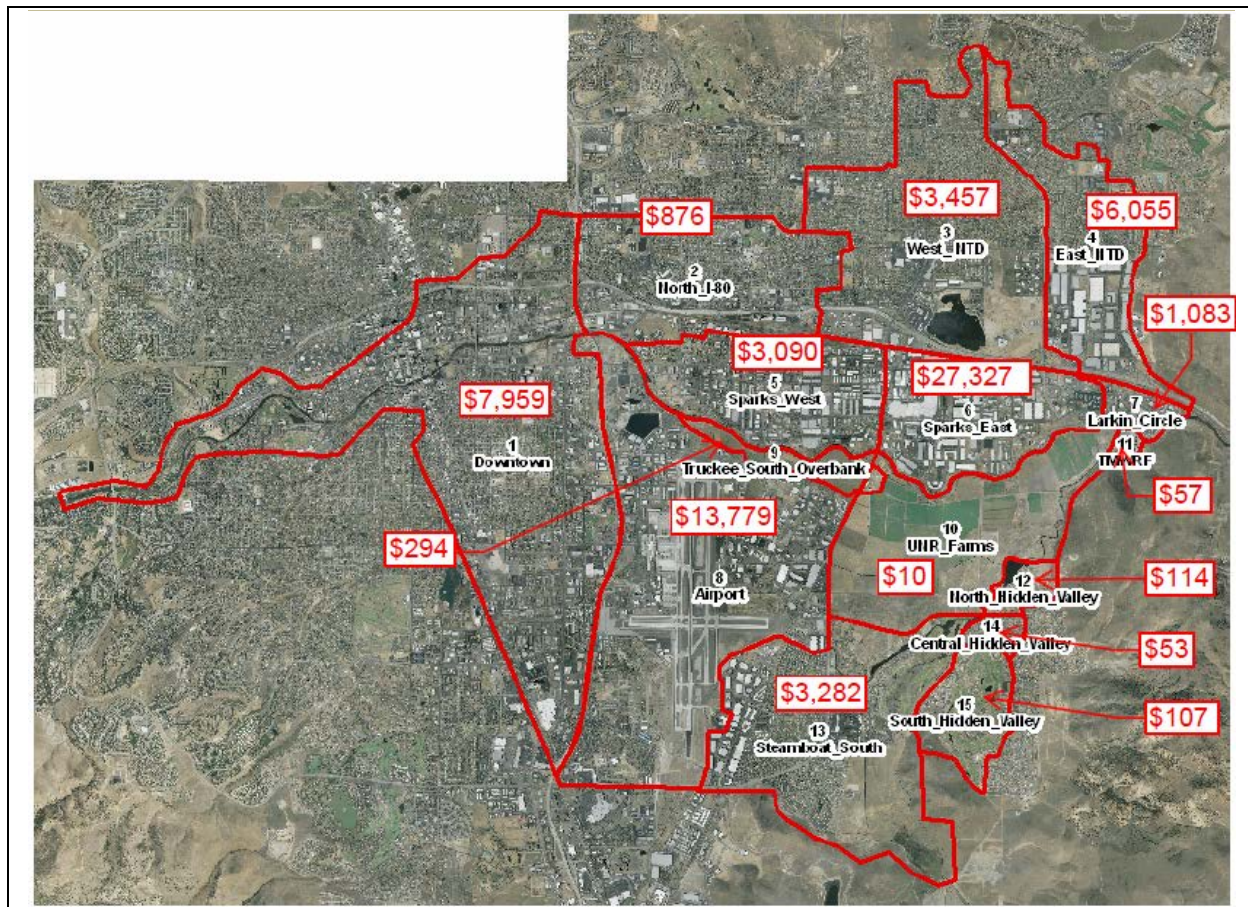 $876
$3,457
3
West_NTD
$6,055
4
East_NTD
2
North_I-80
$1,083
$3,090
5
Sparks_West
$27,327
6
Sparks_East
7
Larkin_Circle
$7,959
1
Downtown
9
Truckee_South_Overbank
11
TMWRF
$57
$294
$13,779
8
Airport
10
UNR_Farms
$10
12
North_Hidden_Valley
$114
14
Central_Hidden_Valley
$53
$3,282
13
Steamboat_South
15
South_Hidden_Valley
$107